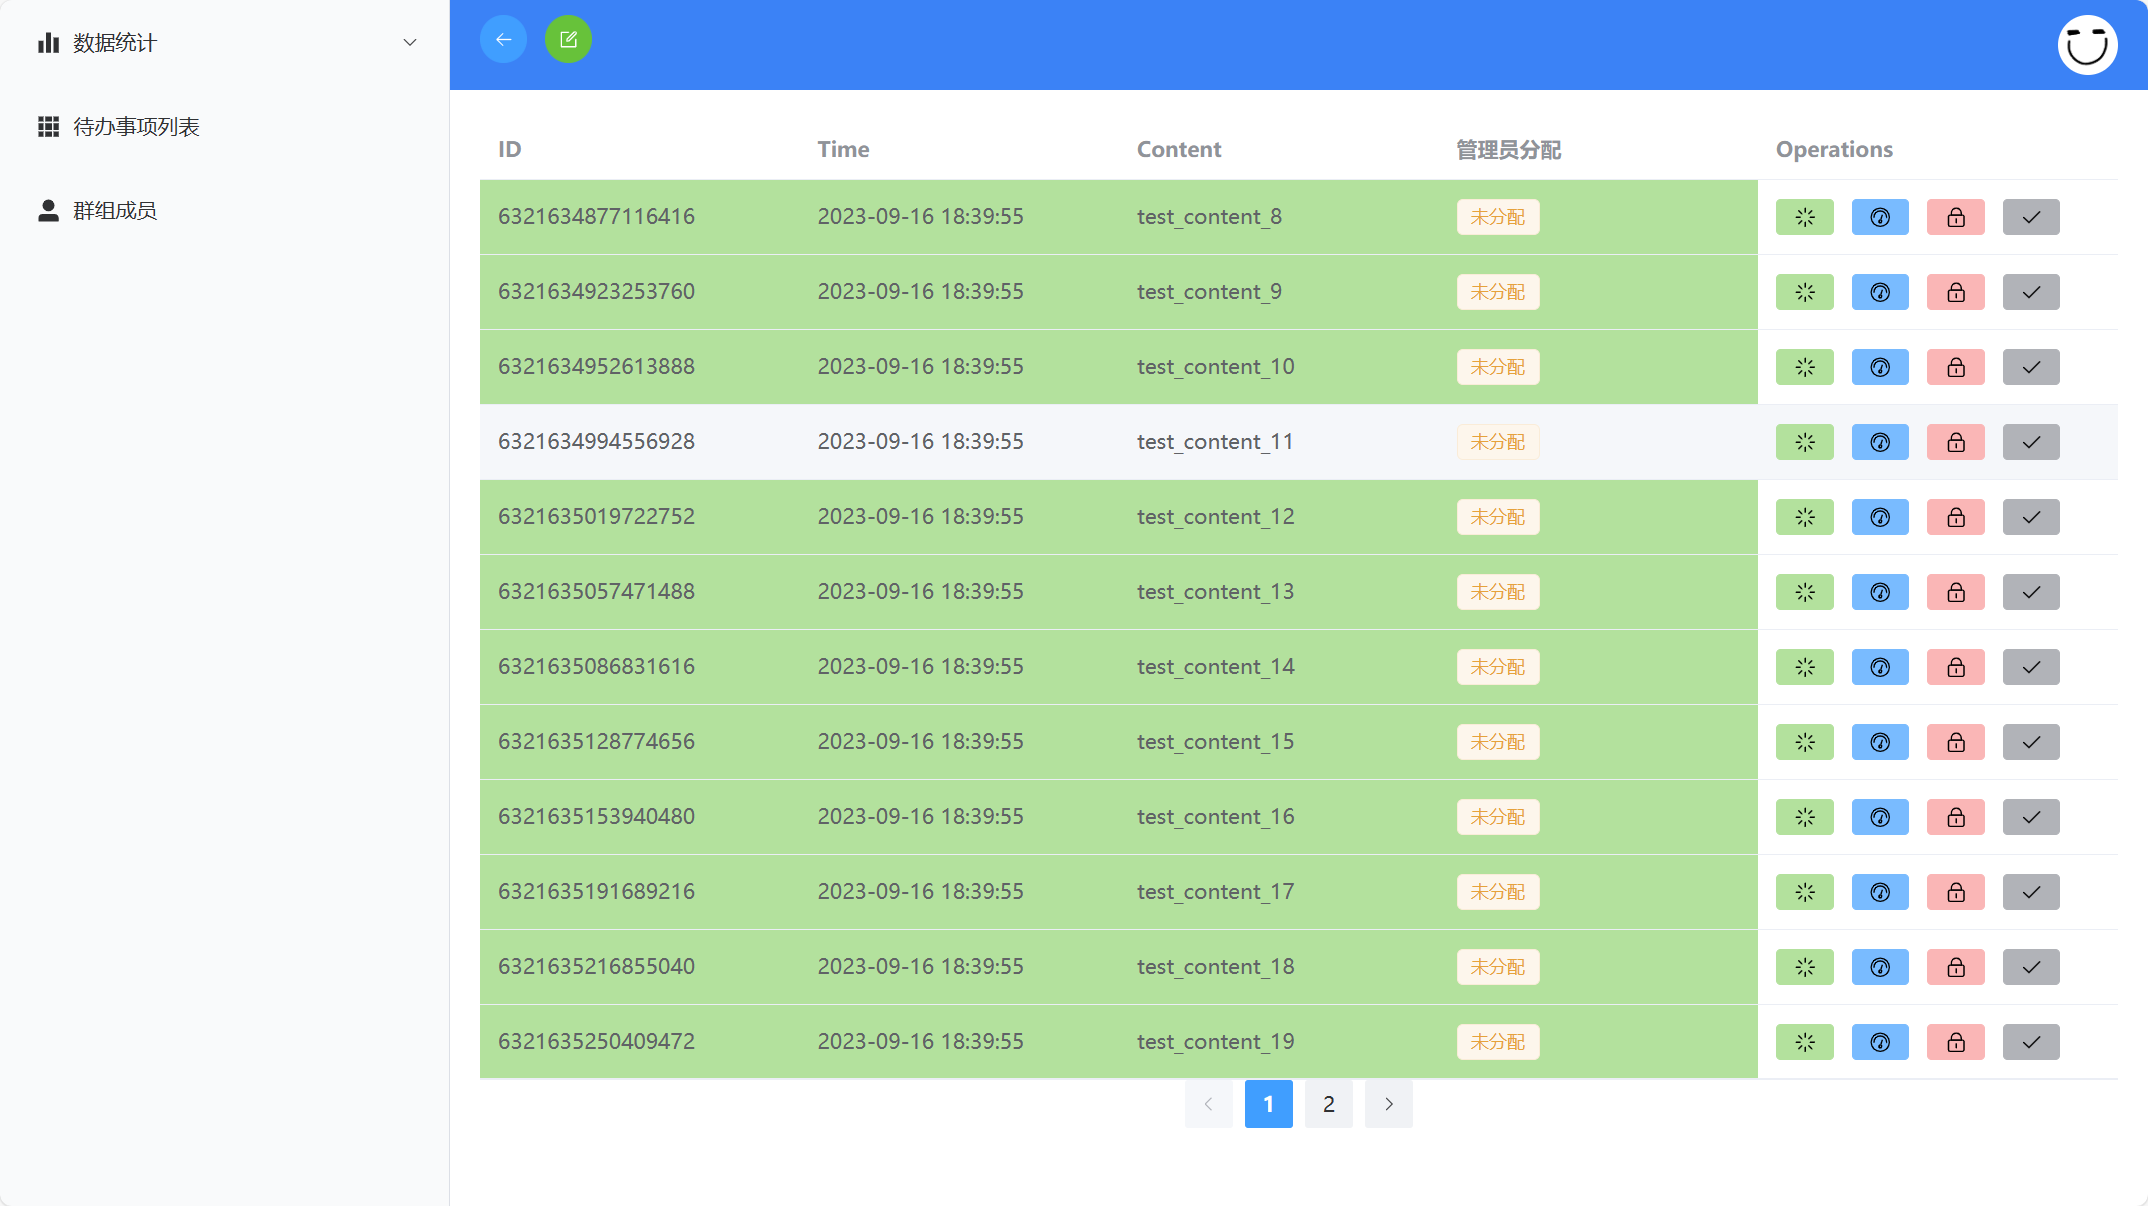 数据统计
待办事项列表
群组成员
ID Time Content 管理员分配 Operations
6321634877116416 2023-09-16 18:39:55 test_content_8 未分配
6321634923253760 2023-09-16 18:39:55 test_content_9 未分配
6321634952613888 2023-09-16 18:39:55 test_content_10 未分配
6321634994556928 2023-09-16 18:39:55 test_content_11 未分配
6321635019722752 2023-09-16 18:39:55 test_content_12 未分配
6321635057471488 2023-09-16 18:39:55 test_content_13 未分配
6321635086831616 2023-09-16 18:39:55 test_content_14 未分配
6321635128774656 2023-09-16 18:39:55 test_content_15 未分配
6321635153940480 2023-09-16 18:39:55 test_content_16 未分配
6321635191689216 2023-09-16 18:39:55 test_content_17 未分配
6321635216855040 2023-09-16 18:39:55 test_content_18 未分配
6321635250409472 2023-09-16 18:39:55 test_content_19 未分配
1 2